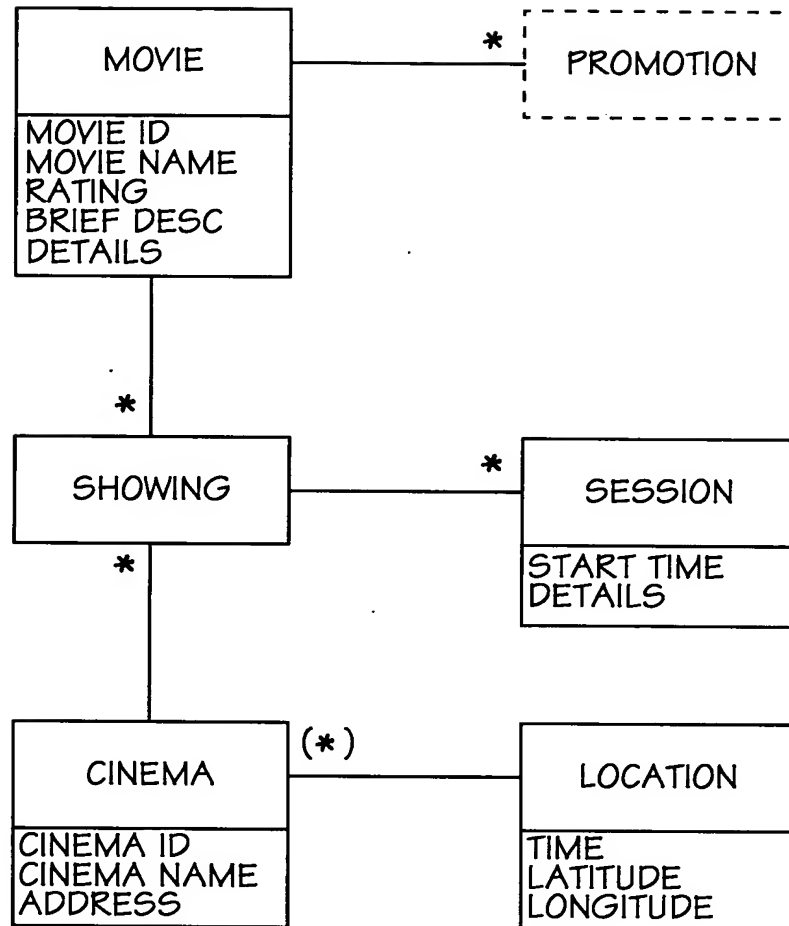 MOVIE
* PROMOTION
MOVIE ID
MOVIE NAME
RATING
BRIEF DESC
DETAILS
*
SHOWING
* SESSION
*
START TIME
DETAILS
CINEMA
(*) LOCATION
CINEMA ID
CINEMA NAME
ADDRESS
TIME
LATITUDE
LONGITUDE